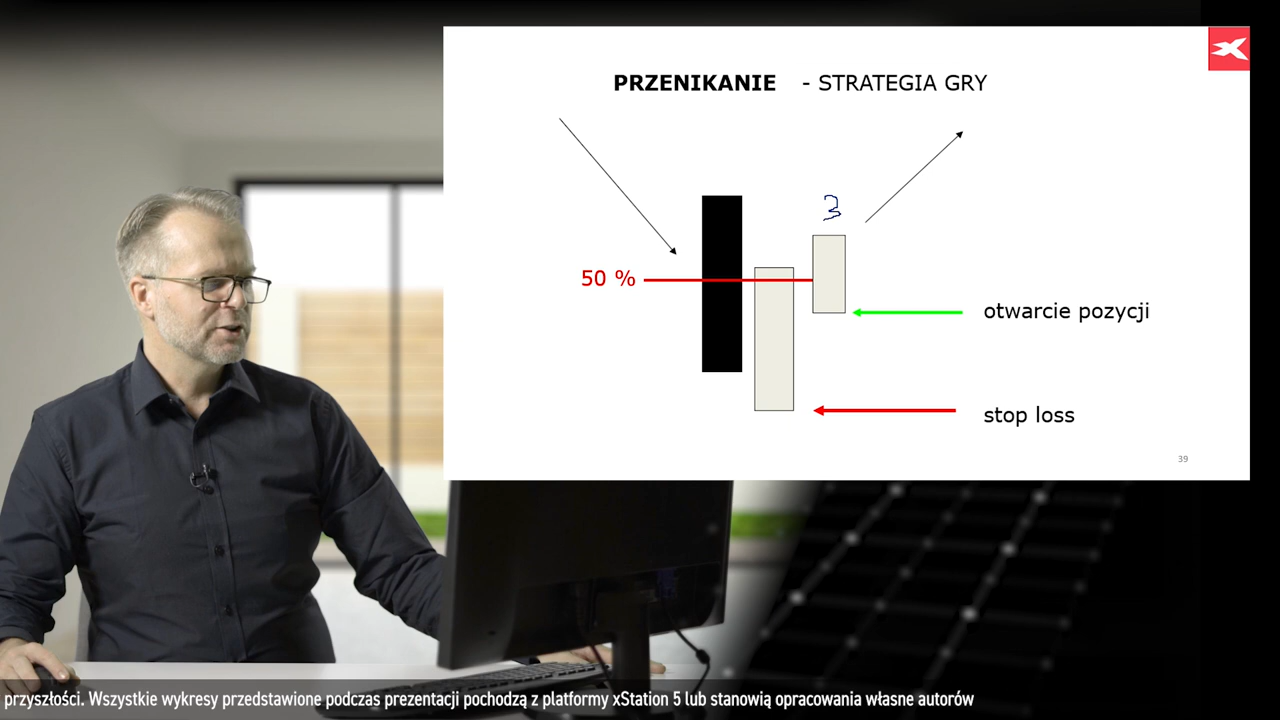 PRZENIKANIE - STRATEGIA GRY
3
50 %
otwarcie pozycji
stop loss
39
przyszłości. Wszystkie wykresy przedstawione podczas prezentacji pochodzą z platformy xStation 5 lub stanowią opracowania własne autorów